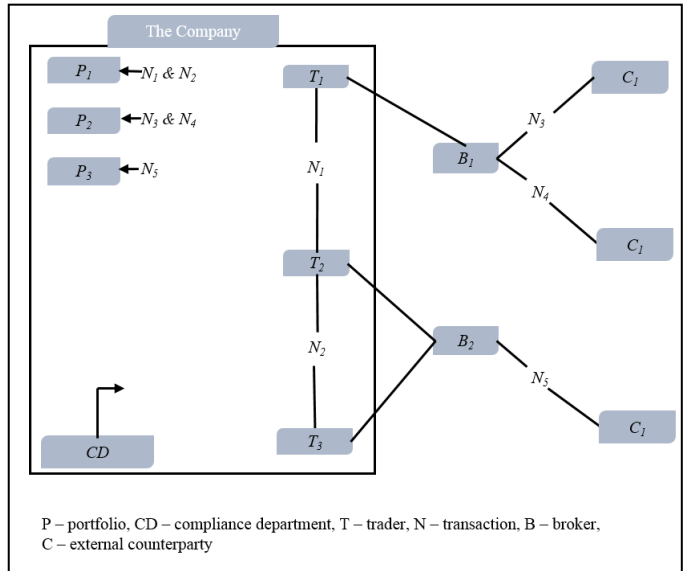 The Company
P₁
N₁ & N₂
T₁
C₁
P₂
N₃ & N₄
N₃
B₁
P₃
N₅
N₁
N₄
C₁
T₂
B₂
N₂
N₅
C₁
T₃
CD
P – portfolio, CD – compliance department, T – trader, N – transaction, B – broker,
C – external counterparty